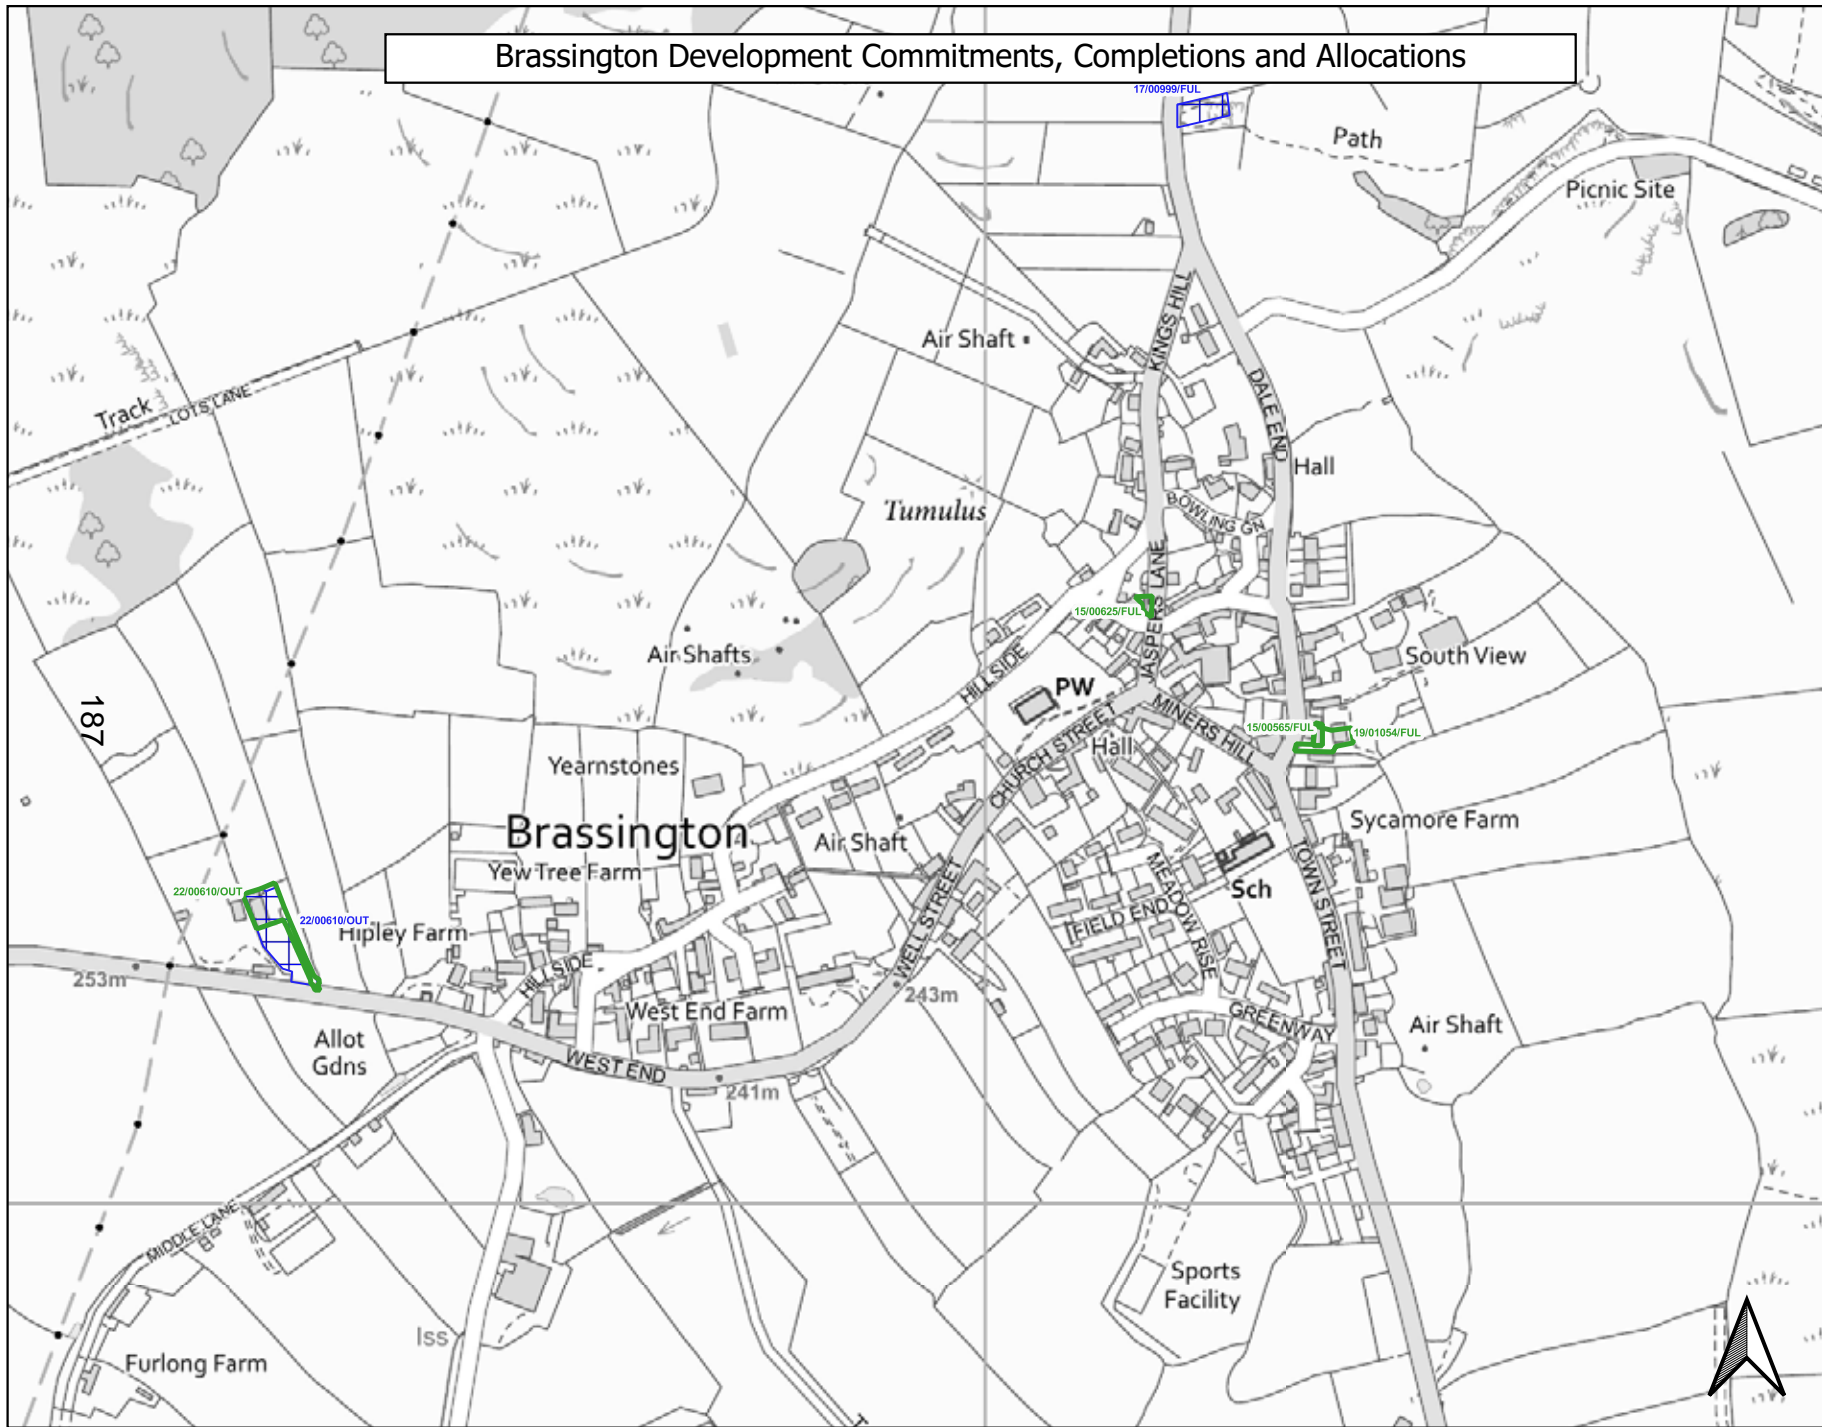 Brassington Development Commitments, Completions and Allocations
17/00999/FUL
Path
Picnic Site
KINGS HILL
Air Shaft
DALE END
Track
LOTS LANE
Hall
Tumulus
BOWLING GN
JASPERS LANE
15/00625/FUL
Air Shafts
HILLSIDE
South View
PW
187
MINERS HILL
CHURCH STREET
Hall
15/00565/FUL
19/01054/FUL
Yearnstones
Brassington
Air Shaft
Sycamore Farm
Yew Tree Farm
MEADOW RISE
Sch
TOWN STREET
22/00610/OUT
22/00610/OUT
Hipley Farm
FIELD END
WELL STREET
HILLSIDE
253m
243m
West End Farm
GREENWAY
Air Shaft
Allot
Gdns
WEST END
241m
MIDDLE LANE
Sports
Facility
Iss
Furlong Farm